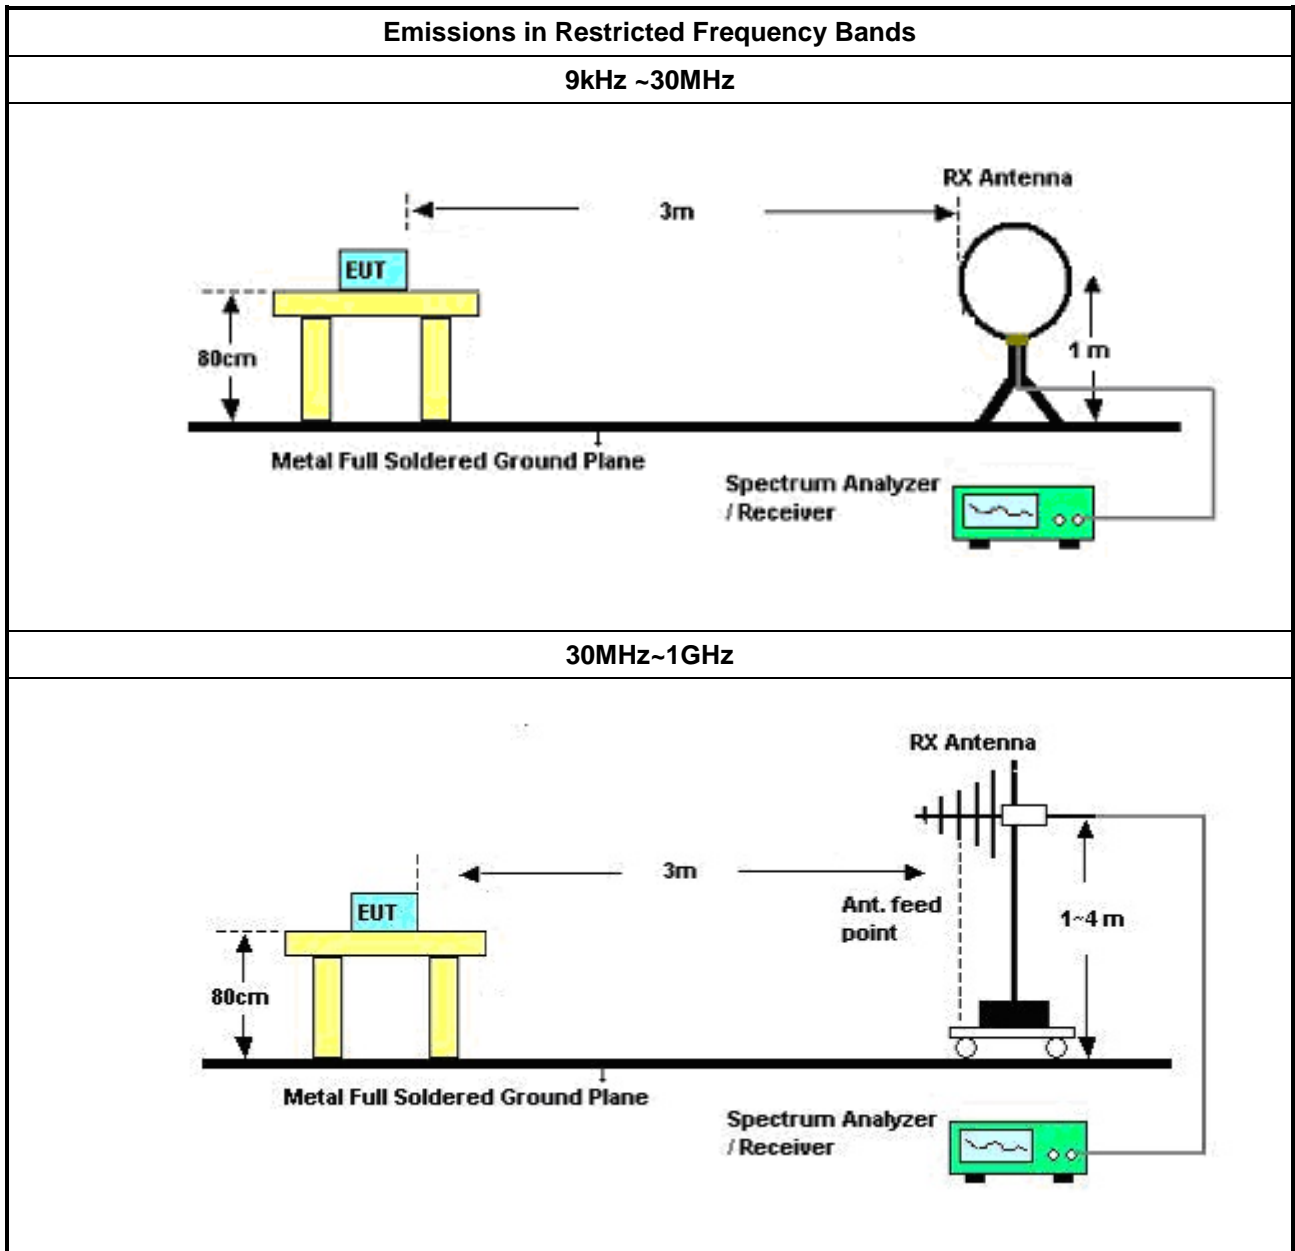 Emissions in Restricted Frequency Bands
9kHz ~30MHz
RX Antenna
3m
EUT
80cm
1 m
Metal Full Soldered Ground Plane
Spectrum Analyzer
/ Receiver
30MHz~1GHz
RX Antenna
3m
EUT
Ant. feed
point
1~4 m
80cm
Metal Full Soldered Ground Plane
Spectrum Analyzer
/ Receiver